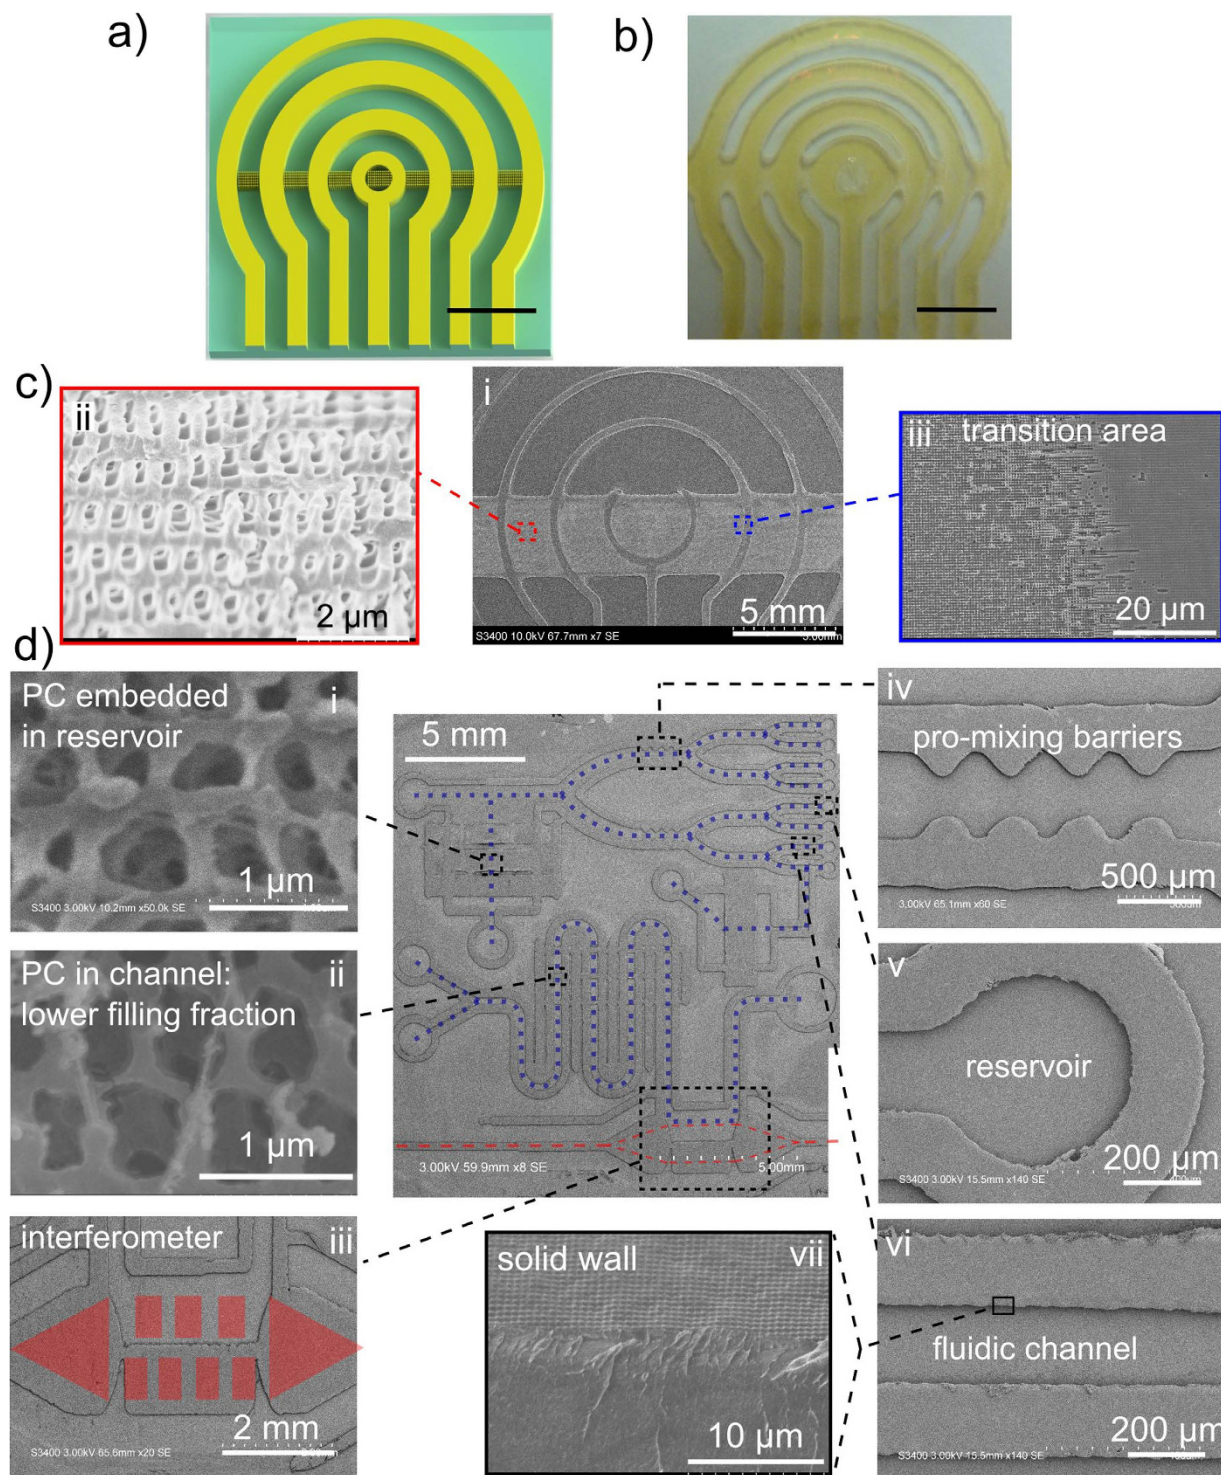 a)
b)
c)
ii
2 µm
i
5 mm
S3400 10.0kV 67.7mm x7 SE
5.00mm
iii transition area
20 µm
d)
PC embedded i
in reservoir
1 µm
S3400 3.00kV 10.2mm x50.0k SE
PC in channel: ii
lower filling fraction
1 µm
interferometer iii
2 mm
S3400 3.00kV 65.6mm x20 SE
5 mm
3.00kV 59.9mm x8 SE
5.00mm
solid wall vii
10 µm
iv
pro-mixing barriers
500 µm
3.00kV 65.1mm x60 SE
v
reservoir
200 µm
S3400 3.00kV 15.5mm x140 SE
vi
fluidic channel
200 µm
S3400 3.00kV 15.5mm x140 SE